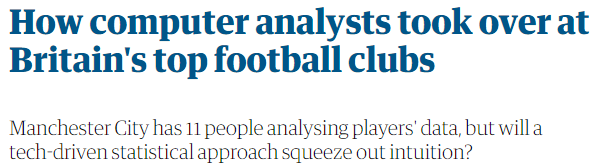 How computer analysts took over at
Britain's top football clubs
Manchester City has 11 people analysing players' data, but will a
tech-driven statistical approach squeeze out intuition?